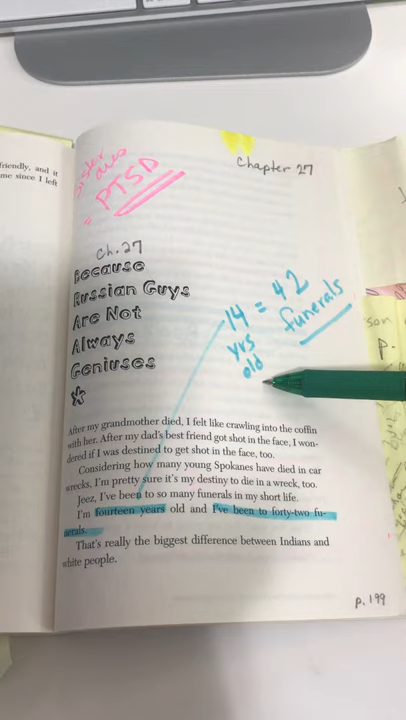 friendly, and it
me since I left
sister
dies
= PTSD
Chapter 27
Ch. 27
Because
Russian Guys
Are Not
Always
Geniuses
14 = 42
yrs
old
funerals
After my grandmother died, I felt like crawling into the coffin
with her. After my dad's best friend got shot in the face, I won-
dered if I was destined to get shot in the face, too.
Considering how many young Spokanes have died in car
wrecks, I'm pretty sure it's my destiny to die in a wreck, too.
Jeez, I've been to so many funerals in my short life.
I'm fourteen years old and I've been to forty-two fu-
nerals.
That's really the biggest difference between Indians and
white people.
son
p.
p. 199